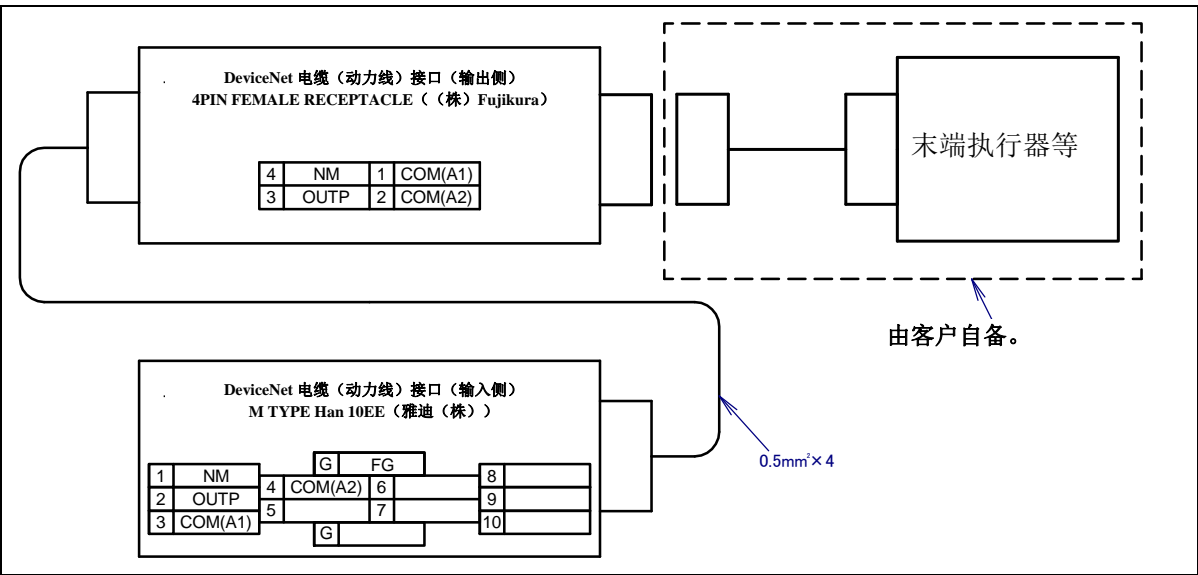 DeviceNet 电缆（动力线）接口（输出侧）
4PIN FEMALE RECEPTACLE（（株）Fujikura）
4 NM 1 COM(A1)
3 OUTP 2 COM(A2)
末端执行器等
由客户自备。
DeviceNet 电缆（动力线）接口（输入侧）
M TYPE Han 10EE（雅迪（株））
0.5mm²×4
G FG
1 NM 8
4 COM(A2) 6
2 OUTP 9
5 7
3 COM(A1) 10
G